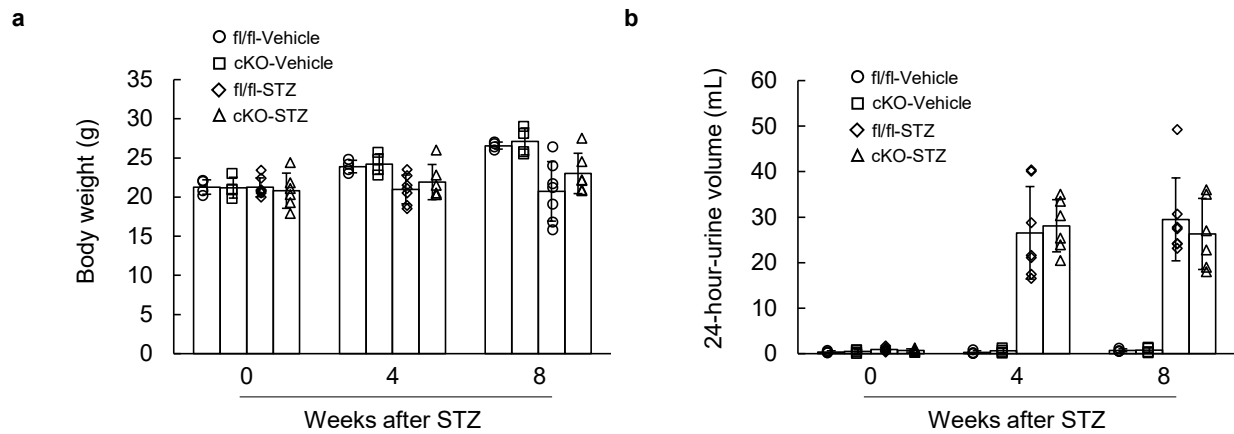 a
fl/fl-Vehicle
cKO-Vehicle
fl/fl-STZ
cKO-STZ
Body weight (g)
35
30
25
20
15
10
5
0
0 4 8
Weeks after STZ
b
fl/fl-Vehicle
cKO-Vehicle
fl/fl-STZ
cKO-STZ
24-hour-urine volume (mL)
60
50
40
30
20
10
0
0 4 8
Weeks after STZ